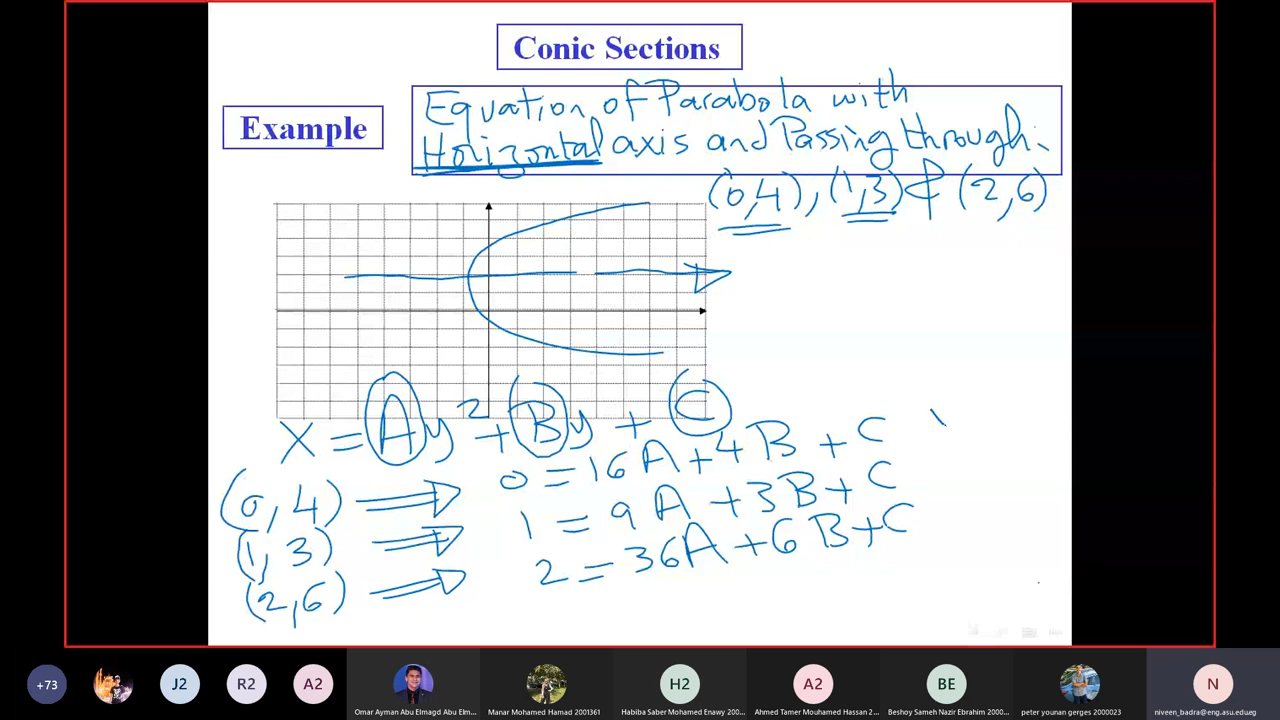 Conic Sections
Example
Equation of Parabola with
Horizontal axis and Passing through:
(0,4), (1,3) & (2,6)
X = Ay² + By + C
(0,4) ⇒ 0 = 16A + 4B + C
(1,3) ⇒ 1 = 9A + 3B + C
(2,6) ⇒ 2 = 36A + 6B + C
+73
J2
R2
A2
H2
A2
BE
N
Omar Ayman Abu Elmagd Abu Elm...
Manar Mohamed Hamad 2001361
Habiba Saber Mohamed Enawy 200...
Ahmed Tamer Mouhamed Hassan 2...
Beshoy Sameh Nazir Ebrahim 2000...
peter younan gerges 2000023
niveen_badra@eng.asu.edu.eg